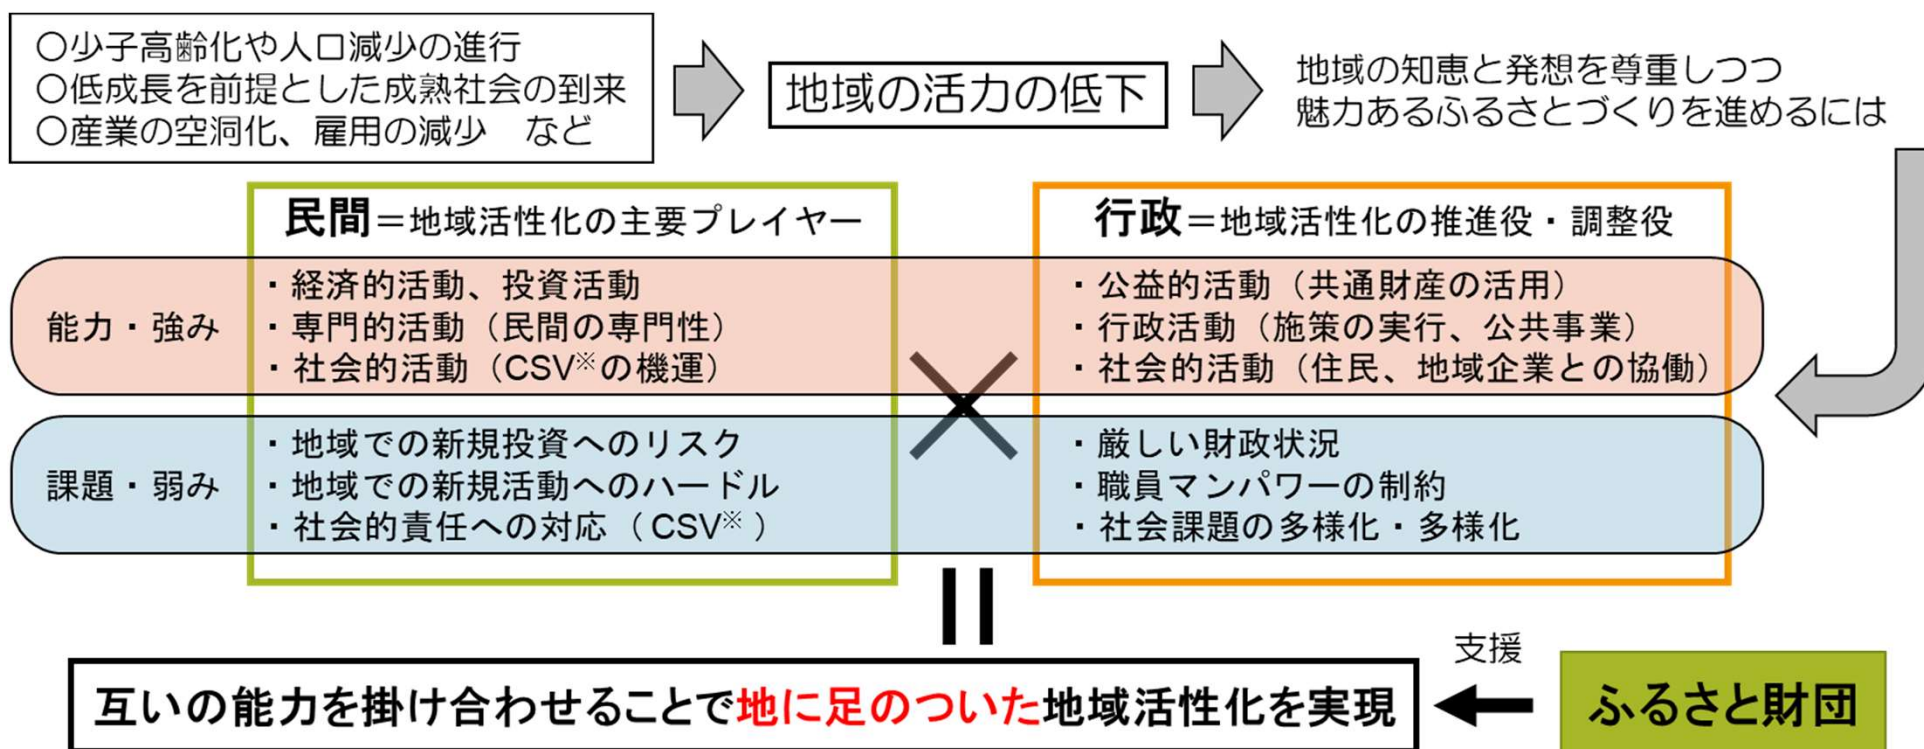 ○少子高齢化や人口減少の進行
○低成長を前提とした成熟社会の到来
○産業の空洞化、雇用の減少　など
地域の活力の低下
地域の知恵と発想を尊重しつつ
魅力あるふるさとづくりを進めるには
民間＝地域活性化の主要プレイヤー
行政＝地域活性化の推進役・調整役
能力・強み
・経済的活動、投資活動
・専門的活動（民間の専門性）
・社会的活動（CSV※の機運）
・公益的活動（共通財産の活用）
・行政活動（施策の実行、公共事業）
・社会的活動（住民、地域企業との協働）
×
課題・弱み
・地域での新規投資へのリスク
・地域での新規活動へのハードル
・社会的責任への対応（CSV※）
・厳しい財政状況
・職員マンパワーの制約
・社会課題の多様化・多様化
互いの能力を掛け合わせることで地に足のついた地域活性化を実現
支援
ふるさと財団